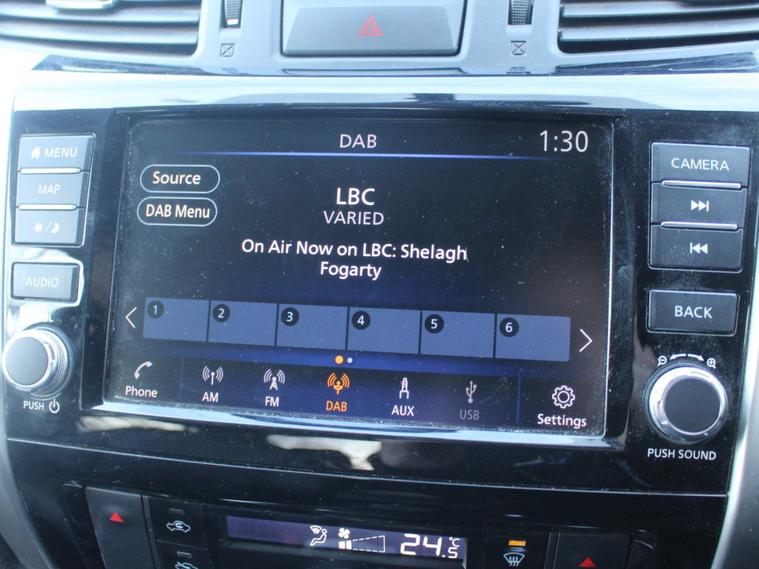 DAB
1:30
MENU
MAP
AUDIO
PUSH
Source
DAB Menu
LBC
VARIED
On Air Now on LBC: Shelagh
Fogarty
1 2 3 4 5 6
Phone
AM
FM
DAB
AUX
USB
Settings
CAMERA
BACK
PUSH SOUND
24.5°C